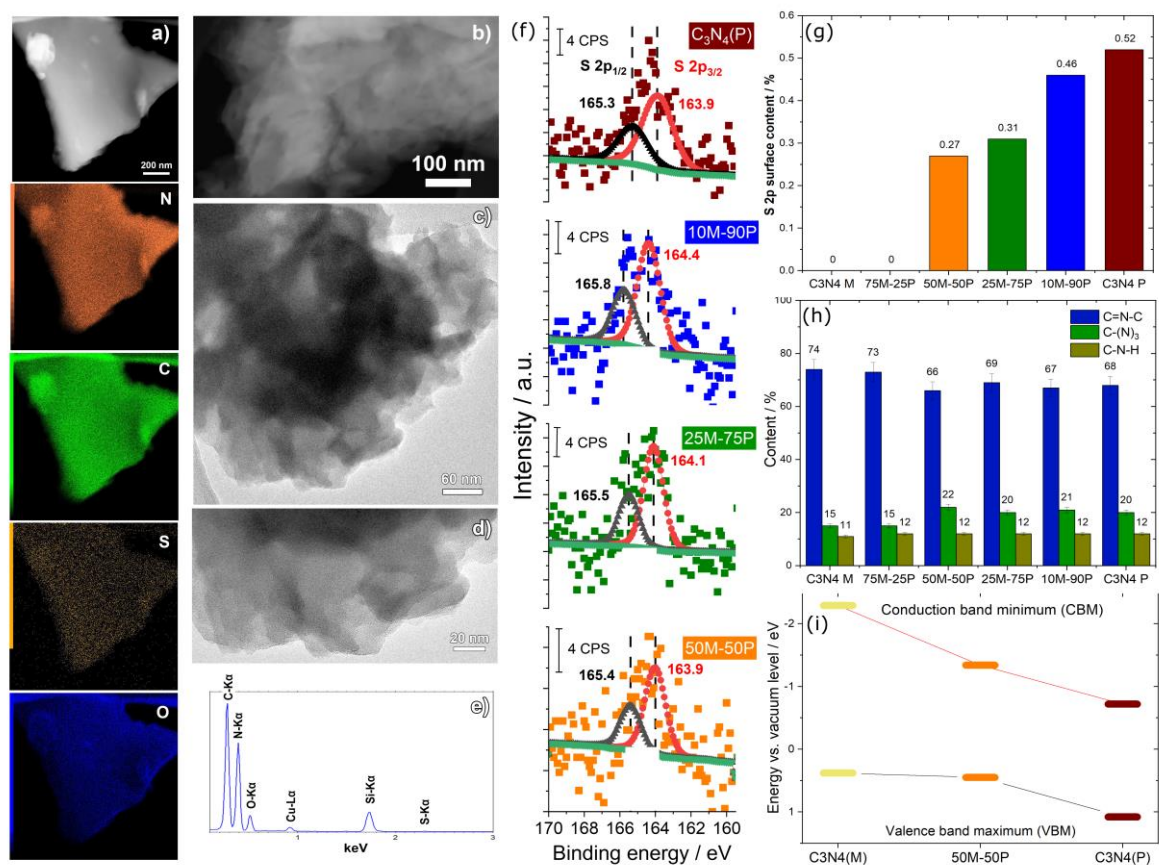 a)
200 nm
N
C
S
O
b)
100 nm
c)
60 nm
d)
20 nm
e)
C-Kα
N-Kα
O-Kα
Cu-Lα
Si-Kα
S-Kα
1
2
3
keV
(f)
Intensity / a.u.
4 CPS
C₃N₄(P)
S 2p₁/₂
S 2p₃/₂
165.3
163.9
4 CPS
10M-90P
164.4
165.8
4 CPS
25M-75P
164.1
165.5
4 CPS
50M-50P
163.9
165.4
170 168 166 164 162 160
Binding energy / eV
(g)
S 2p surface content / %
0.6
0.5
0.4
0.3
0.2
0.1
0.0
0
0
0.27
0.31
0.46
0.52
C3N4 M 75M-25P 50M-50P 25M-75P 10M-90P C3N4 P
(h)
Content / %
80
60
40
20
0
C=N-C
C-(N)₃
C-N-H
74
15
11
73
15
12
66
22
12
69
20
12
67
21
12
68
20
12
C3N4 M 75M-25P 50M-50P 25M-75P 10M-90P C3N4 P
(i)
Energy vs. vacuum level / eV
-2
-1
0
1
Conduction band minimum (CBM)
Valence band maximum (VBM)
C3N4(M) 50M-50P C3N4(P)